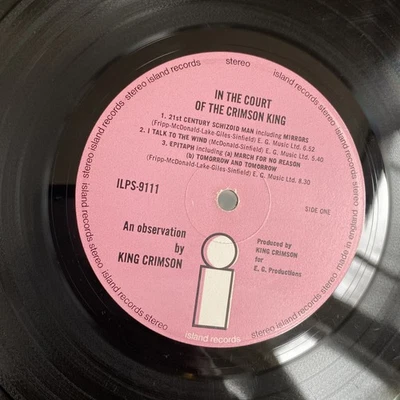 stereo island records stereo island records stereo
IN THE COURT
OF THE CRIMSON KING
1. 21st CENTURY SCHIZOID MAN including MIRRORS
(Fripp-McDonald-Lake-Giles-Sinfield) E. G. Music Ltd. 6.52
2. I TALK TO THE WIND (McDonald-Sinfield) E. G. Music Ltd. 5.40
3. EPITAPH including (a) MARCH FOR NO REASON
(b) TOMORROW AND TOMORROW
(Fripp-McDonald-Lake-Giles-Sinfield) E. G. Music Ltd. 8.30
ILPS-9111
SIDE ONE
An observation
by
KING CRIMSON
i
Produced by
KING CRIMSON
for
E. G. Productions
made in england
island records stereo island records stereo
island records
stereo island records stereo